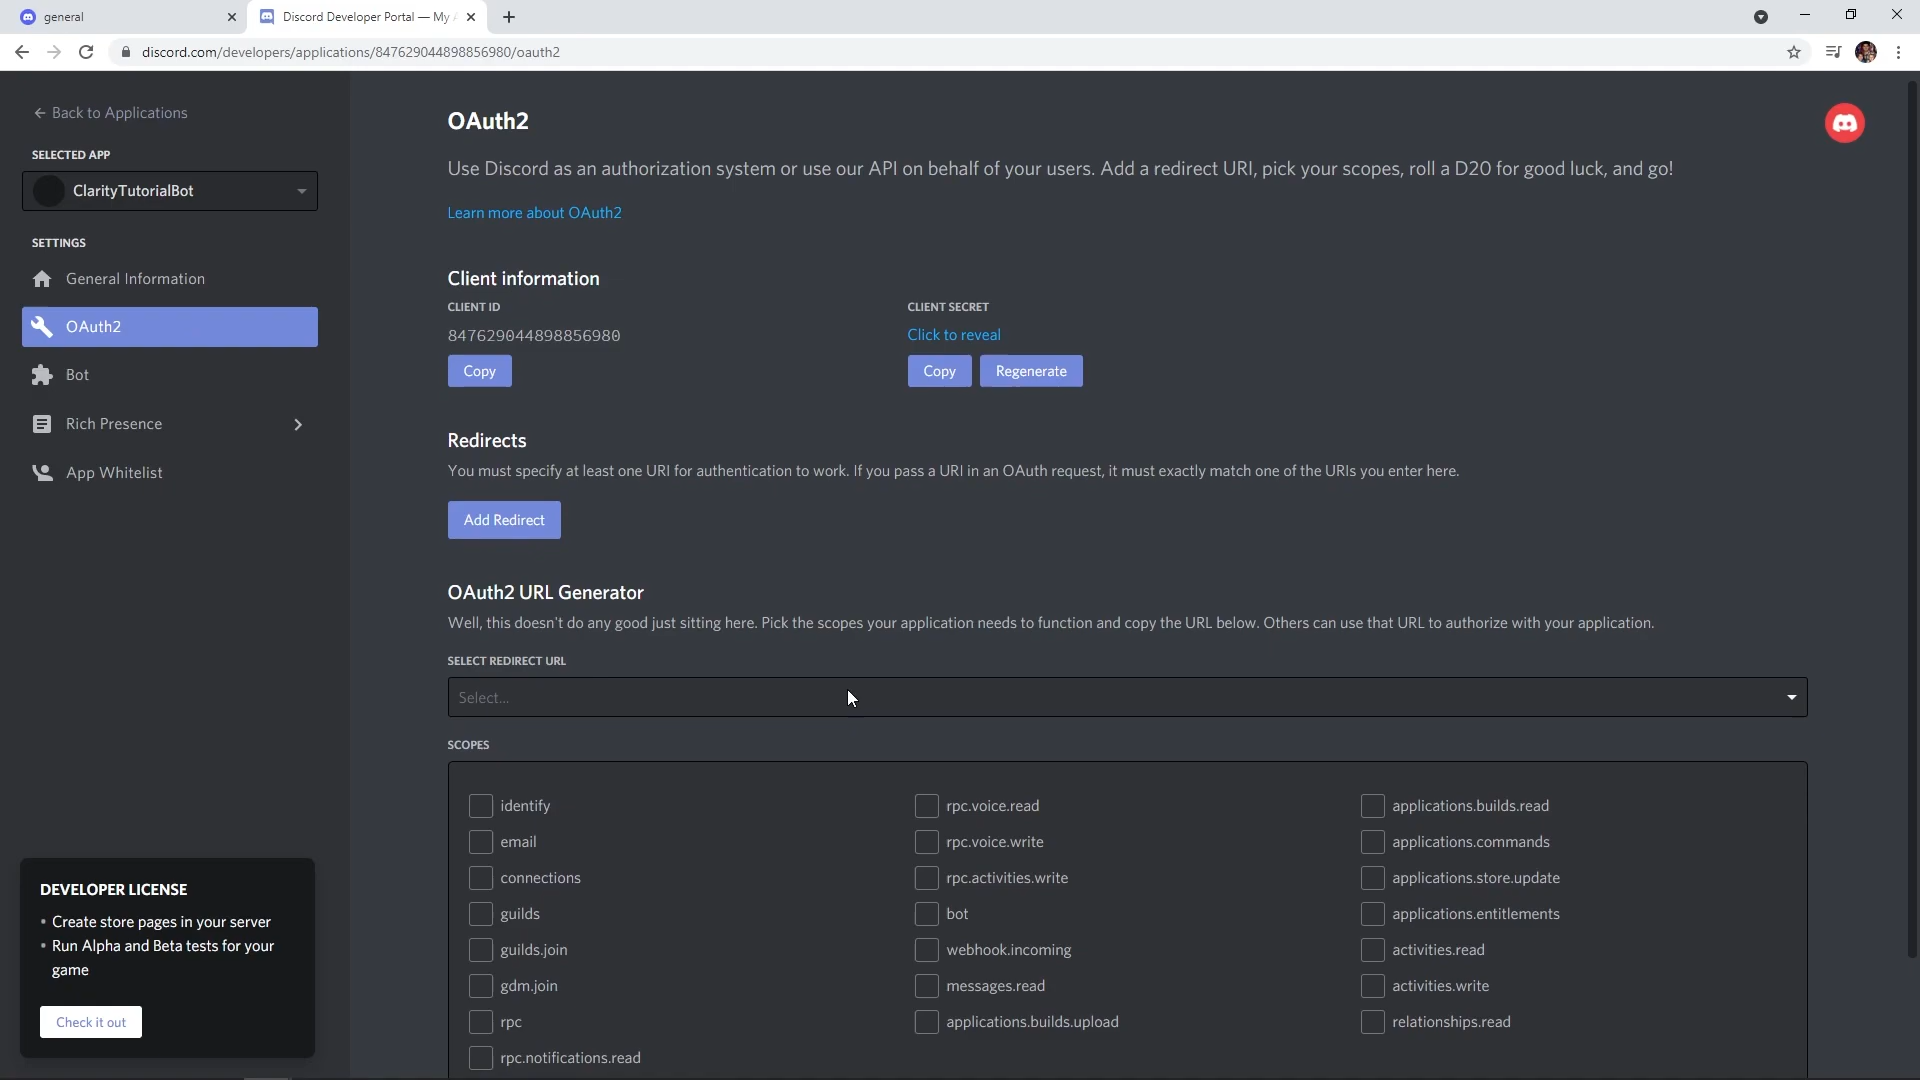 general
Discord Developer Portal — My
discord.com/developers/applications/847629044898856980/oauth2
Back to Applications
SELECTED APP
ClarityTutorialBot
SETTINGS
General Information
OAuth2
Bot
Rich Presence
App Whitelist
DEVELOPER LICENSE
• Create store pages in your server
• Run Alpha and Beta tests for your
game
Check it out
OAuth2
Use Discord as an authorization system or use our API on behalf of your users. Add a redirect URI, pick your scopes, roll a D20 for good luck, and go!
Learn more about OAuth2
Client information
CLIENT ID
847629044898856980
Copy
CLIENT SECRET
Click to reveal
Copy Regenerate
Redirects
You must specify at least one URI for authentication to work. If you pass a URI in an OAuth request, it must exactly match one of the URIs you enter here.
Add Redirect
OAuth2 URL Generator
Well, this doesn't do any good just sitting here. Pick the scopes your application needs to function and copy the URL below. Others can use that URL to authorize with your application.
SELECT REDIRECT URL
Select...
SCOPES
identify
email
connections
guilds
guilds.join
gdm.join
rpc
rpc.notifications.read
rpc.voice.read
rpc.voice.write
rpc.activities.write
bot
webhook.incoming
messages.read
applications.builds.upload
applications.builds.read
applications.commands
applications.store.update
applications.entitlements
activities.read
activities.write
relationships.read